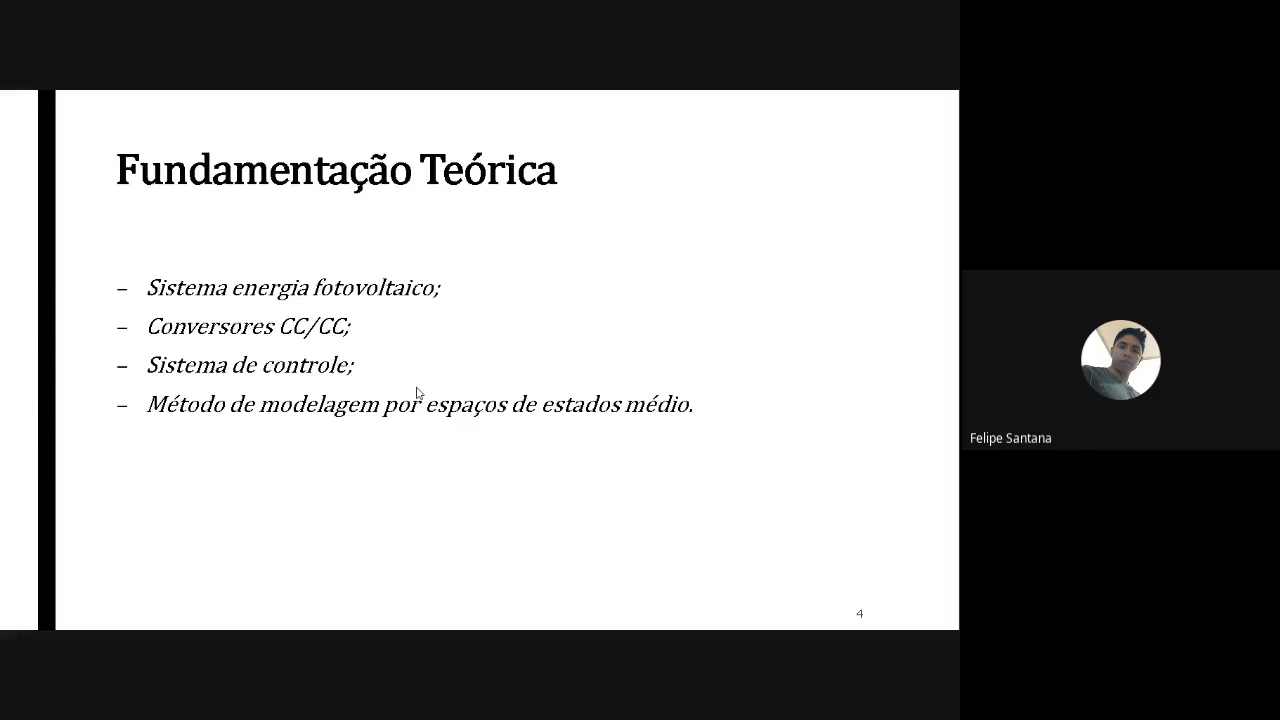 Fundamentação Teórica
– Sistema energia fotovoltaico;
– Conversores CC/CC;
– Sistema de controle;
– Método de modelagem por espaços de estados médio.
4
Felipe Santana